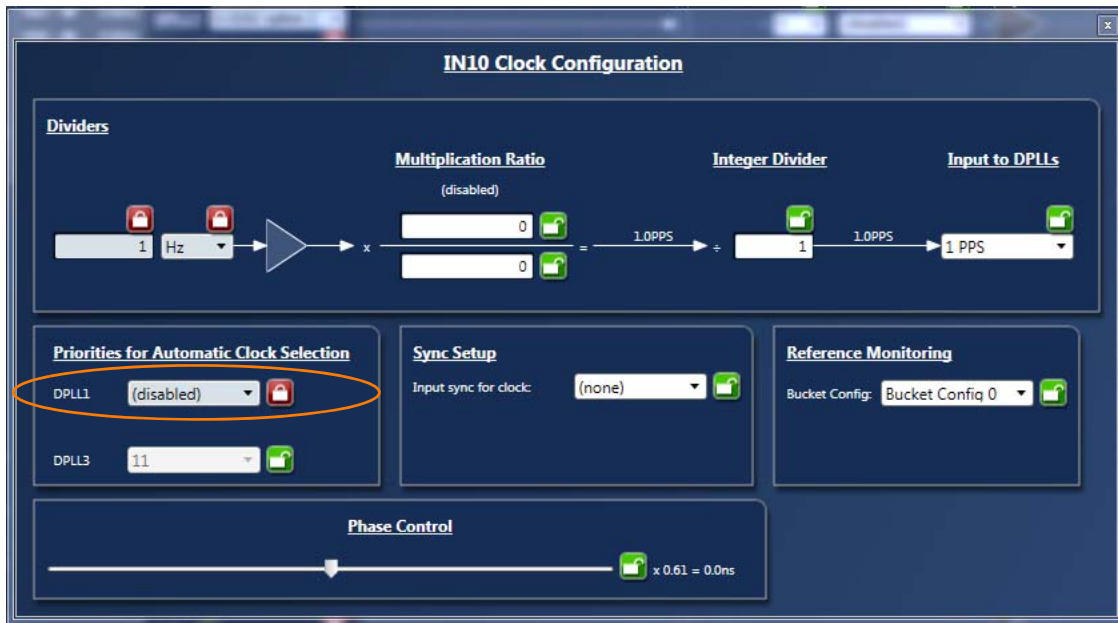 x
IN10 Clock Configuration
Dividers
Multiplication Ratio
Integer Divider
Input to DPLLs
(disabled)
1 Hz x 0 = 1.0PPS ÷ 1 1.0PPS 1 PPS
0
Priorities for Automatic Clock Selection
DPLL1 (disabled)
DPLL3 11
Sync Setup
Input sync for clock: (none)
Reference Monitoring
Bucket Config: Bucket Config 0
Phase Control
x 0.61 = 0.0ns